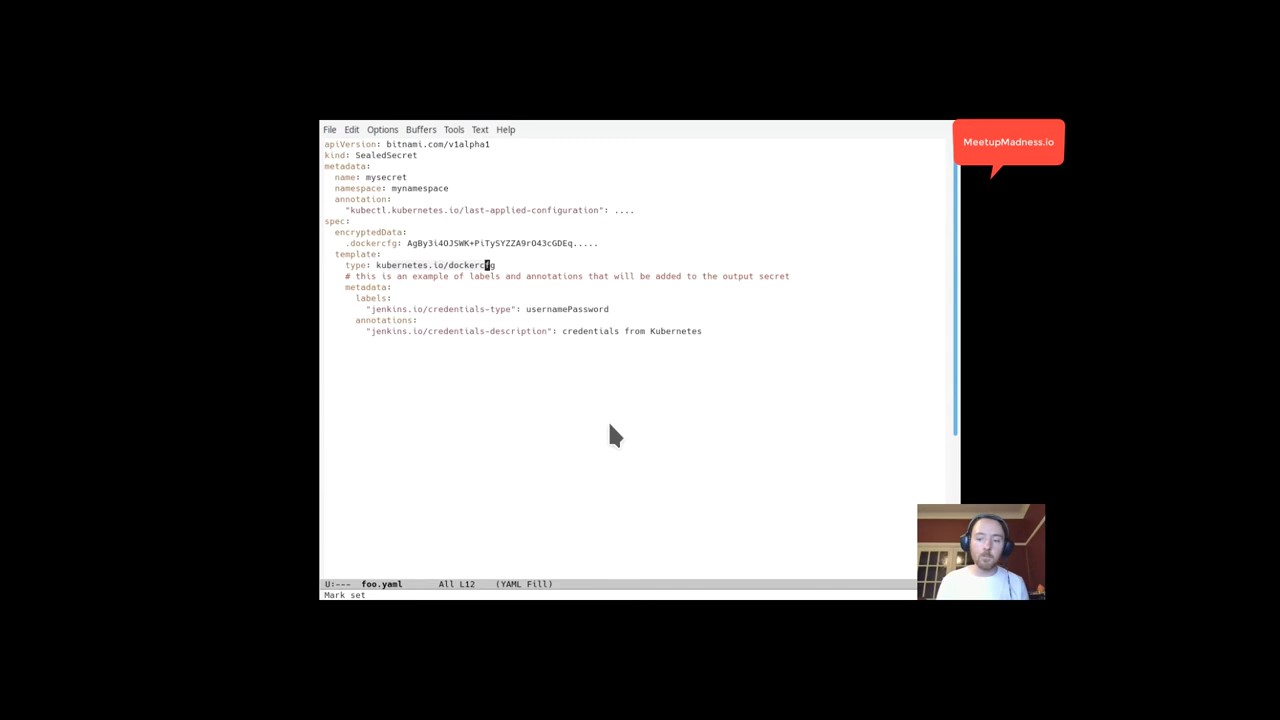 MeetupMadness.io
File Edit Options Buffers Tools Text Help
apiVersion: bitnami.com/v1alpha1
kind: SealedSecret
metadata:
  name: mysecret
  namespace: mynamespace
  annotation:
    "kubectl.kubernetes.io/last-applied-configuration": ....
spec:
  encryptedData:
    .dockercfg: AgBy3i4OJSWK+PiTySYZZA9rO43cGDEq.....
  template:
    type: kubernetes.io/dockercfg
    # this is an example of labels and annotations that will be added to the output secret
    metadata:
      labels:
        "jenkins.io/credentials-type": usernamePassword
      annotations:
        "jenkins.io/credentials-description": credentials from Kubernetes
U:--- foo.yaml All L12 (YAML Fill)
Mark set